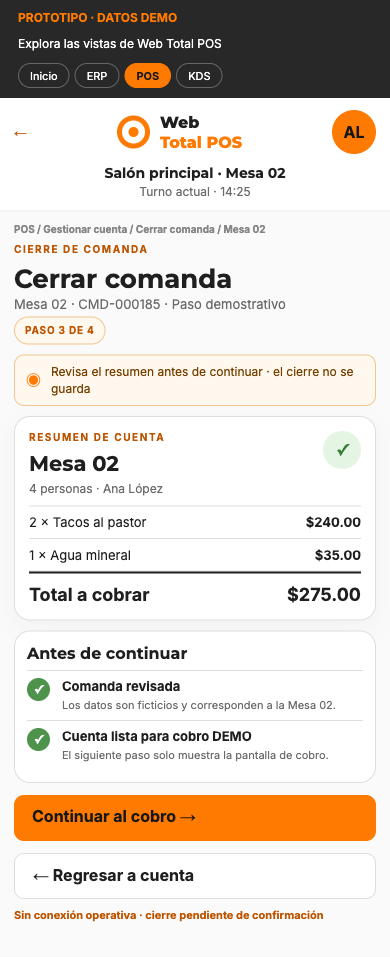 PROTOTIPO · DATOS DEMO
Explora las vistas de Web Total POS
Inicio
ERP
POS
KDS
←
Web
Total POS
AL
Salón principal · Mesa 02
Turno actual · 14:25
POS / Gestionar cuenta / Cerrar comanda / Mesa 02
CIERRE DE COMANDA
Cerrar comanda
Mesa 02 · CMD-000185 · Paso demostrativo
PASO 3 DE 4
Revisa el resumen antes de continuar · el cierre no se
guarda
RESUMEN DE CUENTA
Mesa 02
4 personas · Ana López
✓
2 × Tacos al pastor $240.00
1 × Agua mineral $35.00
Total a cobrar $275.00
Antes de continuar
✓ Comanda revisada
Los datos son ficticios y corresponden a la Mesa 02.
✓ Cuenta lista para cobro DEMO
El siguiente paso solo muestra la pantalla de cobro.
Continuar al cobro →
← Regresar a cuenta
Sin conexión operativa · cierre pendiente de confirmación